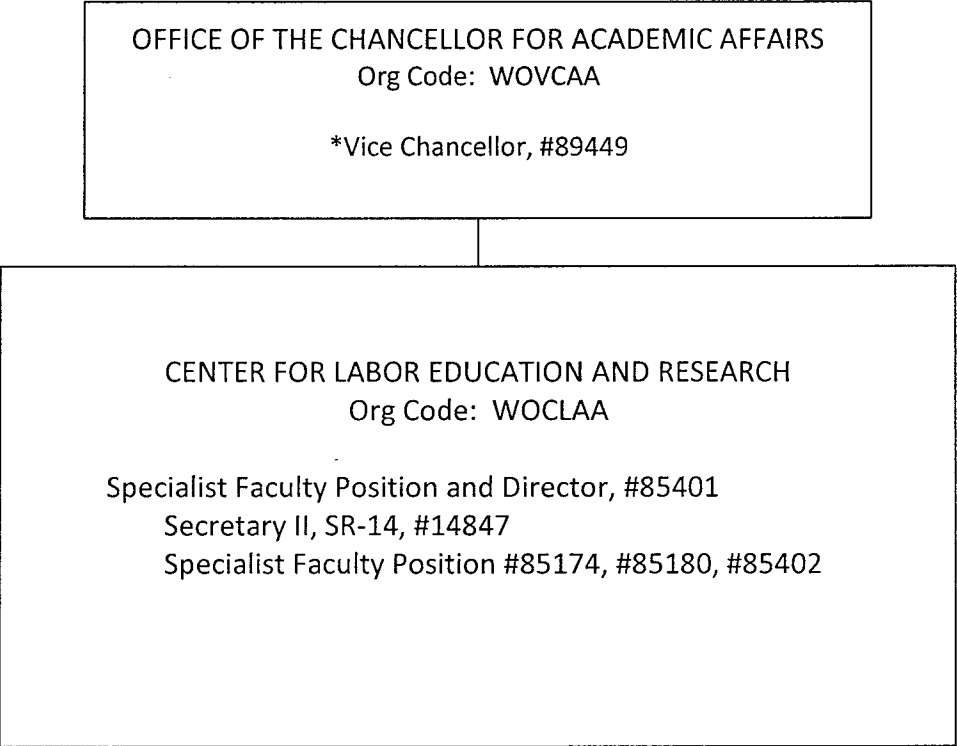 OFFICE OF THE CHANCELLOR FOR ACADEMIC AFFAIRS
Org Code: WOVCAA
*Vice Chancellor, #89449
CENTER FOR LABOR EDUCATION AND RESEARCH
Org Code: WOCLAA
Specialist Faculty Position and Director, #85401
Secretary II, SR-14, #14847
Specialist Faculty Position #85174, #85180, #85402